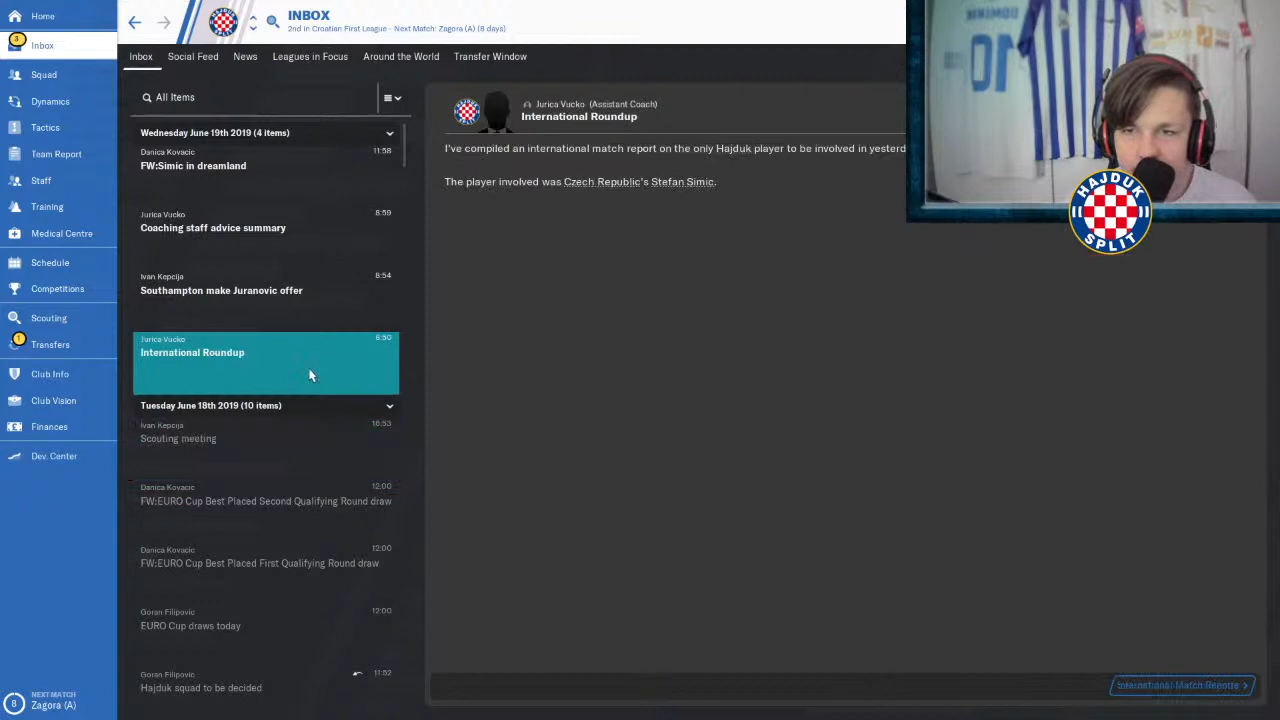 Home
3
Inbox
Squad
Dynamics
Tactics
Team Report
Staff
Training
Medical Centre
Schedule
Competitions
Scouting
1
Transfers
Club Info
Club Vision
Finances
Dev. Center
8
NEXT MATCH
Zagora (A)
INBOX
2nd in Croatian First League - Next Match: Zagora (A) (8 days)
Inbox Social Feed News Leagues in Focus Around the World Transfer Window
All Items
Wednesday June 19th 2019 (4 items)
Danica Kovacic 11:58
FW:Simic in dreamland
Jurica Vucko 8:59
Coaching staff advice summary
Ivan Kepcija 8:54
Southampton make Juranovic offer
Jurica Vucko 8:50
International Roundup
Tuesday June 18th 2019 (10 items)
Ivan Kepcija 16:53
Scouting meeting
Danica Kovacic 12:00
FW:EURO Cup Best Placed Second Qualifying Round draw
Danica Kovacic 12:00
FW:EURO Cup Best Placed First Qualifying Round draw
Goran Filipovic 12:00
EURO Cup draws today
Goran Filipovic 11:52
Hajduk squad to be decided
Jurica Vucko (Assistant Coach)
International Roundup
I've compiled an international match report on the only Hajduk player to be involved in yesterd
The player involved was Czech Republic's Stefan Simic.
International Match Reports >
10
HAJDUK
SPLIT